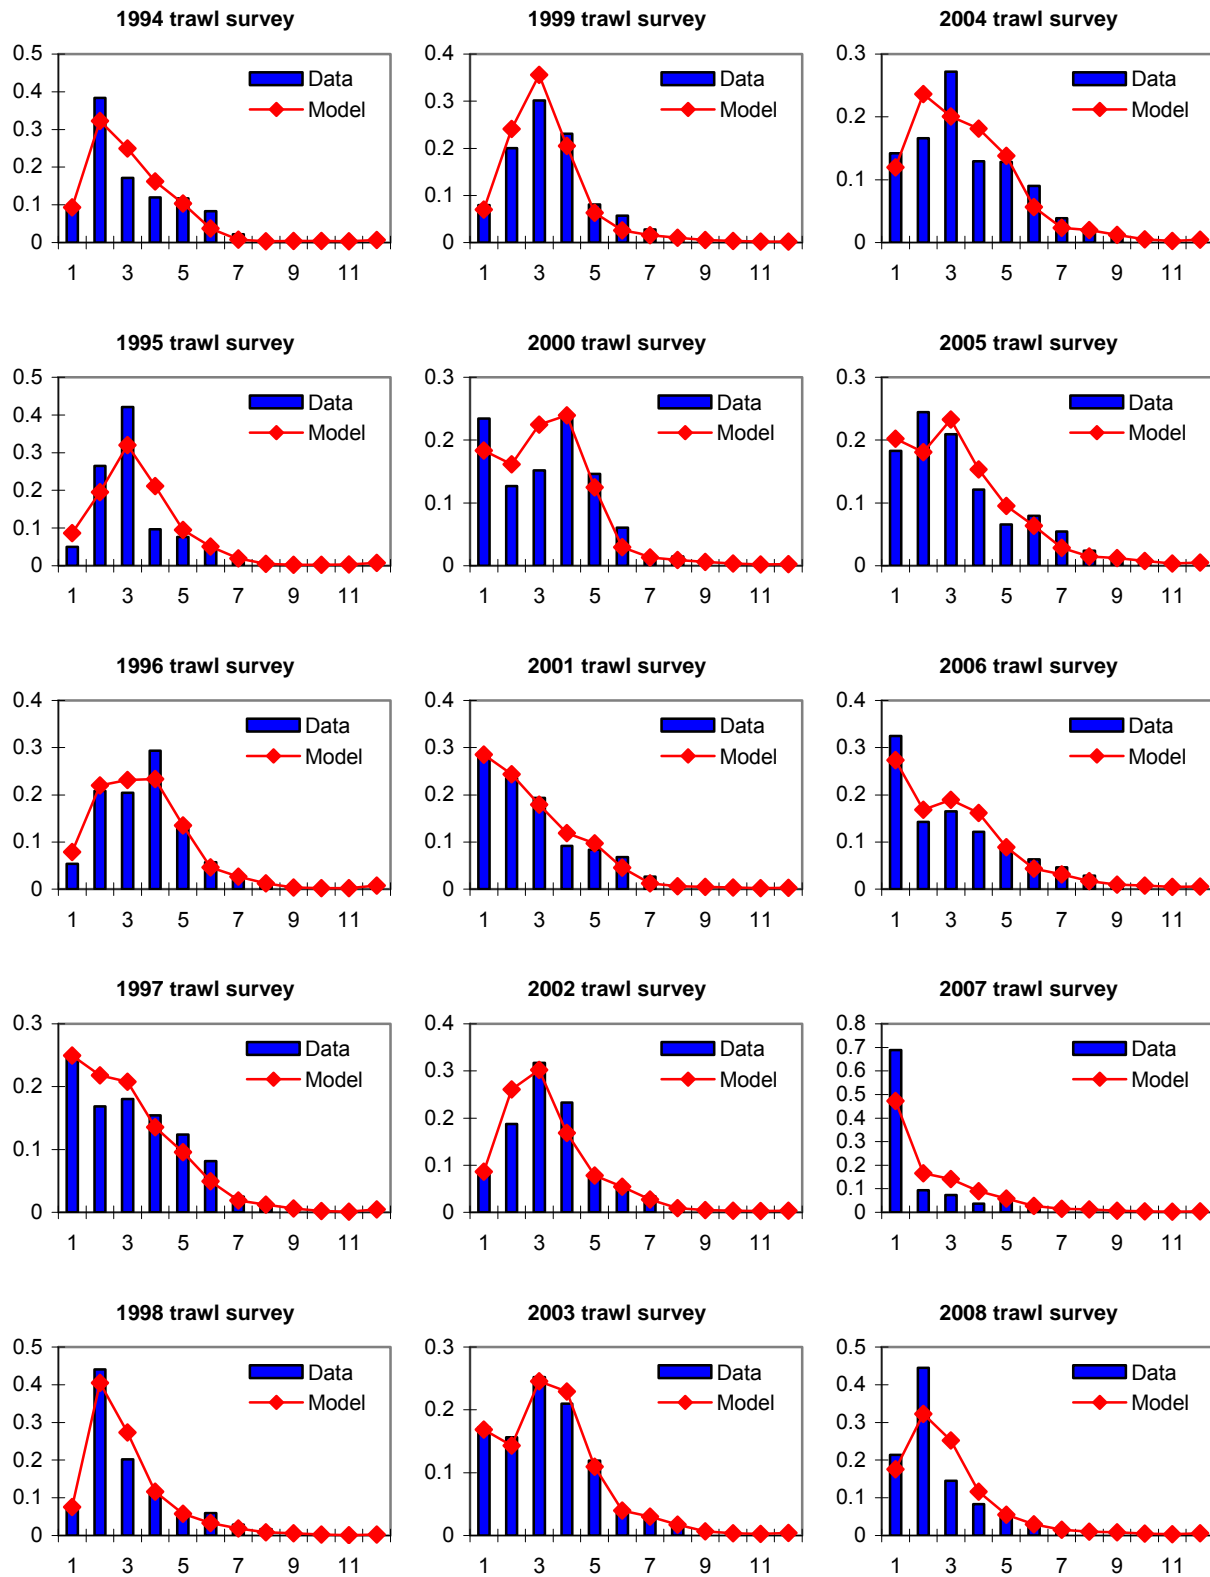 1994 trawl survey
0.5
0.4
0.3
0.2
0.1
0
Data
Model
1 3 5 7 9 11
1999 trawl survey
0.4
0.3
0.2
0.1
0
Data
Model
1 3 5 7 9 11
2004 trawl survey
0.3
0.2
0.1
0
Data
Model
1 3 5 7 9 11
1995 trawl survey
0.5
0.4
0.3
0.2
0.1
0
Data
Model
1 3 5 7 9 11
2000 trawl survey
0.3
0.2
0.1
0
Data
Model
1 3 5 7 9 11
2005 trawl survey
0.3
0.2
0.1
0
Data
Model
1 3 5 7 9 11
1996 trawl survey
0.4
0.3
0.2
0.1
0
Data
Model
1 3 5 7 9 11
2001 trawl survey
0.4
0.3
0.2
0.1
0
Data
Model
1 3 5 7 9 11
2006 trawl survey
0.4
0.3
0.2
0.1
0
Data
Model
1 3 5 7 9 11
1997 trawl survey
0.3
0.2
0.1
0
Data
Model
1 3 5 7 9 11
2002 trawl survey
0.4
0.3
0.2
0.1
0
Data
Model
1 3 5 7 9 11
2007 trawl survey
0.8
0.7
0.6
0.5
0.4
0.3
0.2
0.1
0
Data
Model
1 3 5 7 9 11
1998 trawl survey
0.5
0.4
0.3
0.2
0.1
0
Data
Model
1 3 5 7 9 11
2003 trawl survey
0.3
0.2
0.1
0
Data
Model
1 3 5 7 9 11
2008 trawl survey
0.5
0.4
0.3
0.2
0.1
0
Data
Model
1 3 5 7 9 11